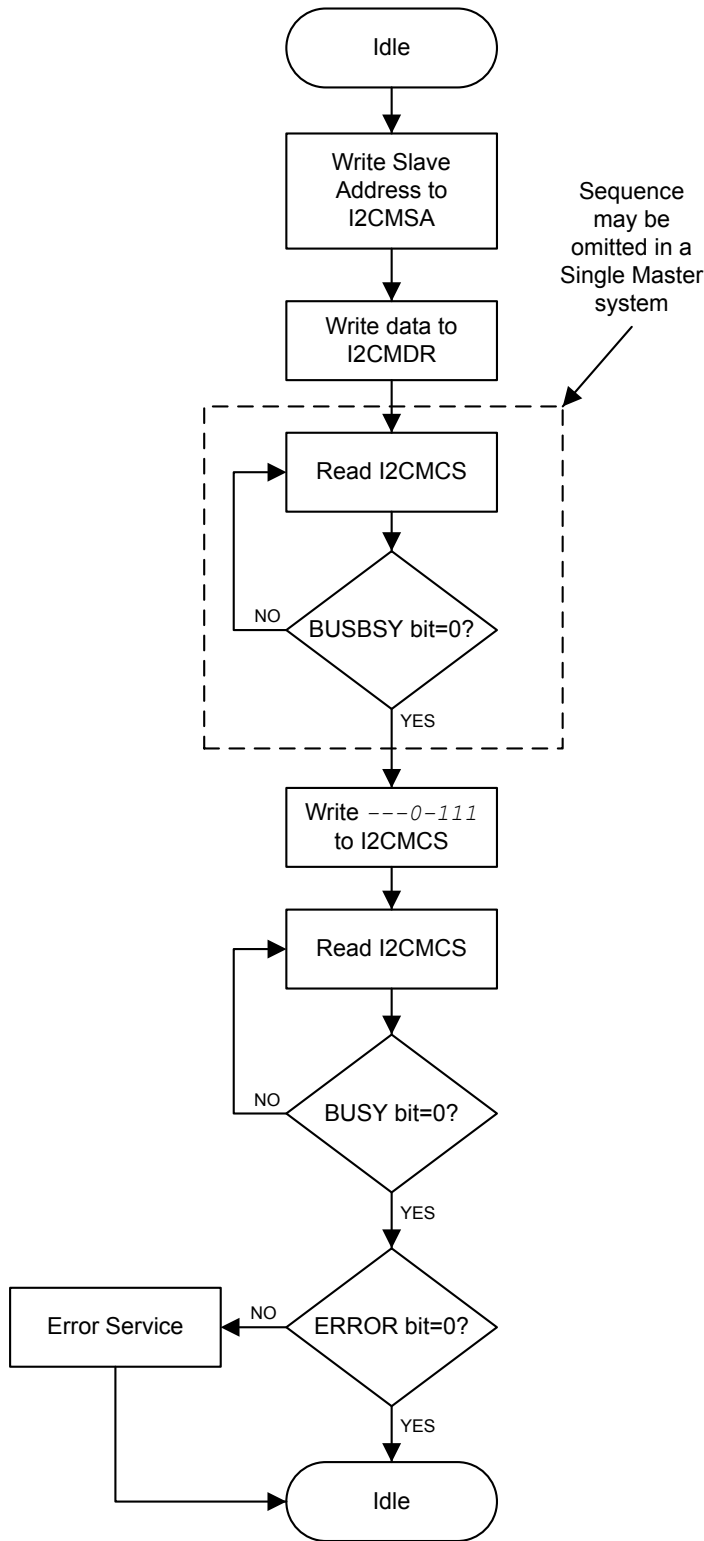 Idle
Write Slave
Address to
I2CMSA
Sequence
may be
omitted in a
Single Master
system
Write data to
I2CMDR
Read I2CMCS
NO
BUSBSY bit=0?
YES
Write ---0-111
to I2CMCS
Read I2CMCS
NO
BUSY bit=0?
YES
Error Service
NO
ERROR bit=0?
YES
Idle